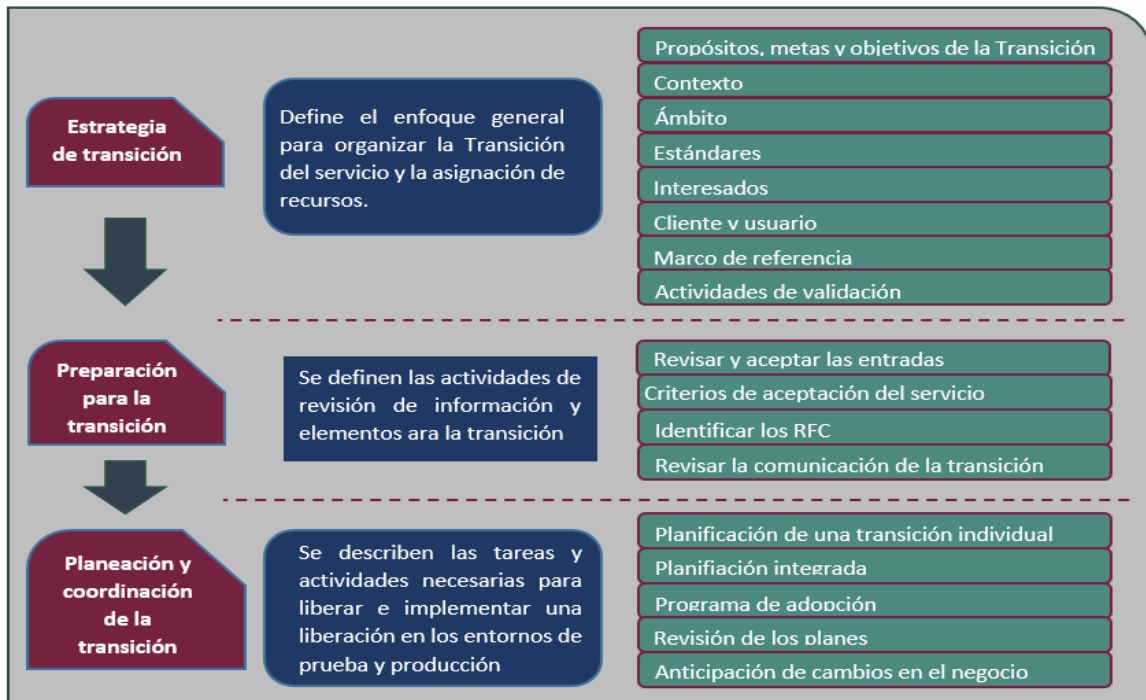 Estrategia
de transición
Define el enfoque general
para organizar la Transición
del servicio y la asignación de
recursos.
Propósitos, metas y objetivos de la Transición
Contexto
Ámbito
Estándares
Interesados
Cliente y usuario
Marco de referencia
Actividades de validación
Preparación
para la
transición
Se definen las actividades de
revisión de información y
elementos ara la transición
Revisar y aceptar las entradas
Criterios de aceptación del servicio
Identificar los RFC
Revisar la comunicación de la transición
Planeación y
coordinación
de la
transición
Se describen las tareas y
actividades necesarias para
liberar e implementar una
liberación en los entornos de
prueba y producción
Planificación de una transición individual
Planifiación integrada
Programa de adopción
Revisión de los planes
Anticipación de cambios en el negocio